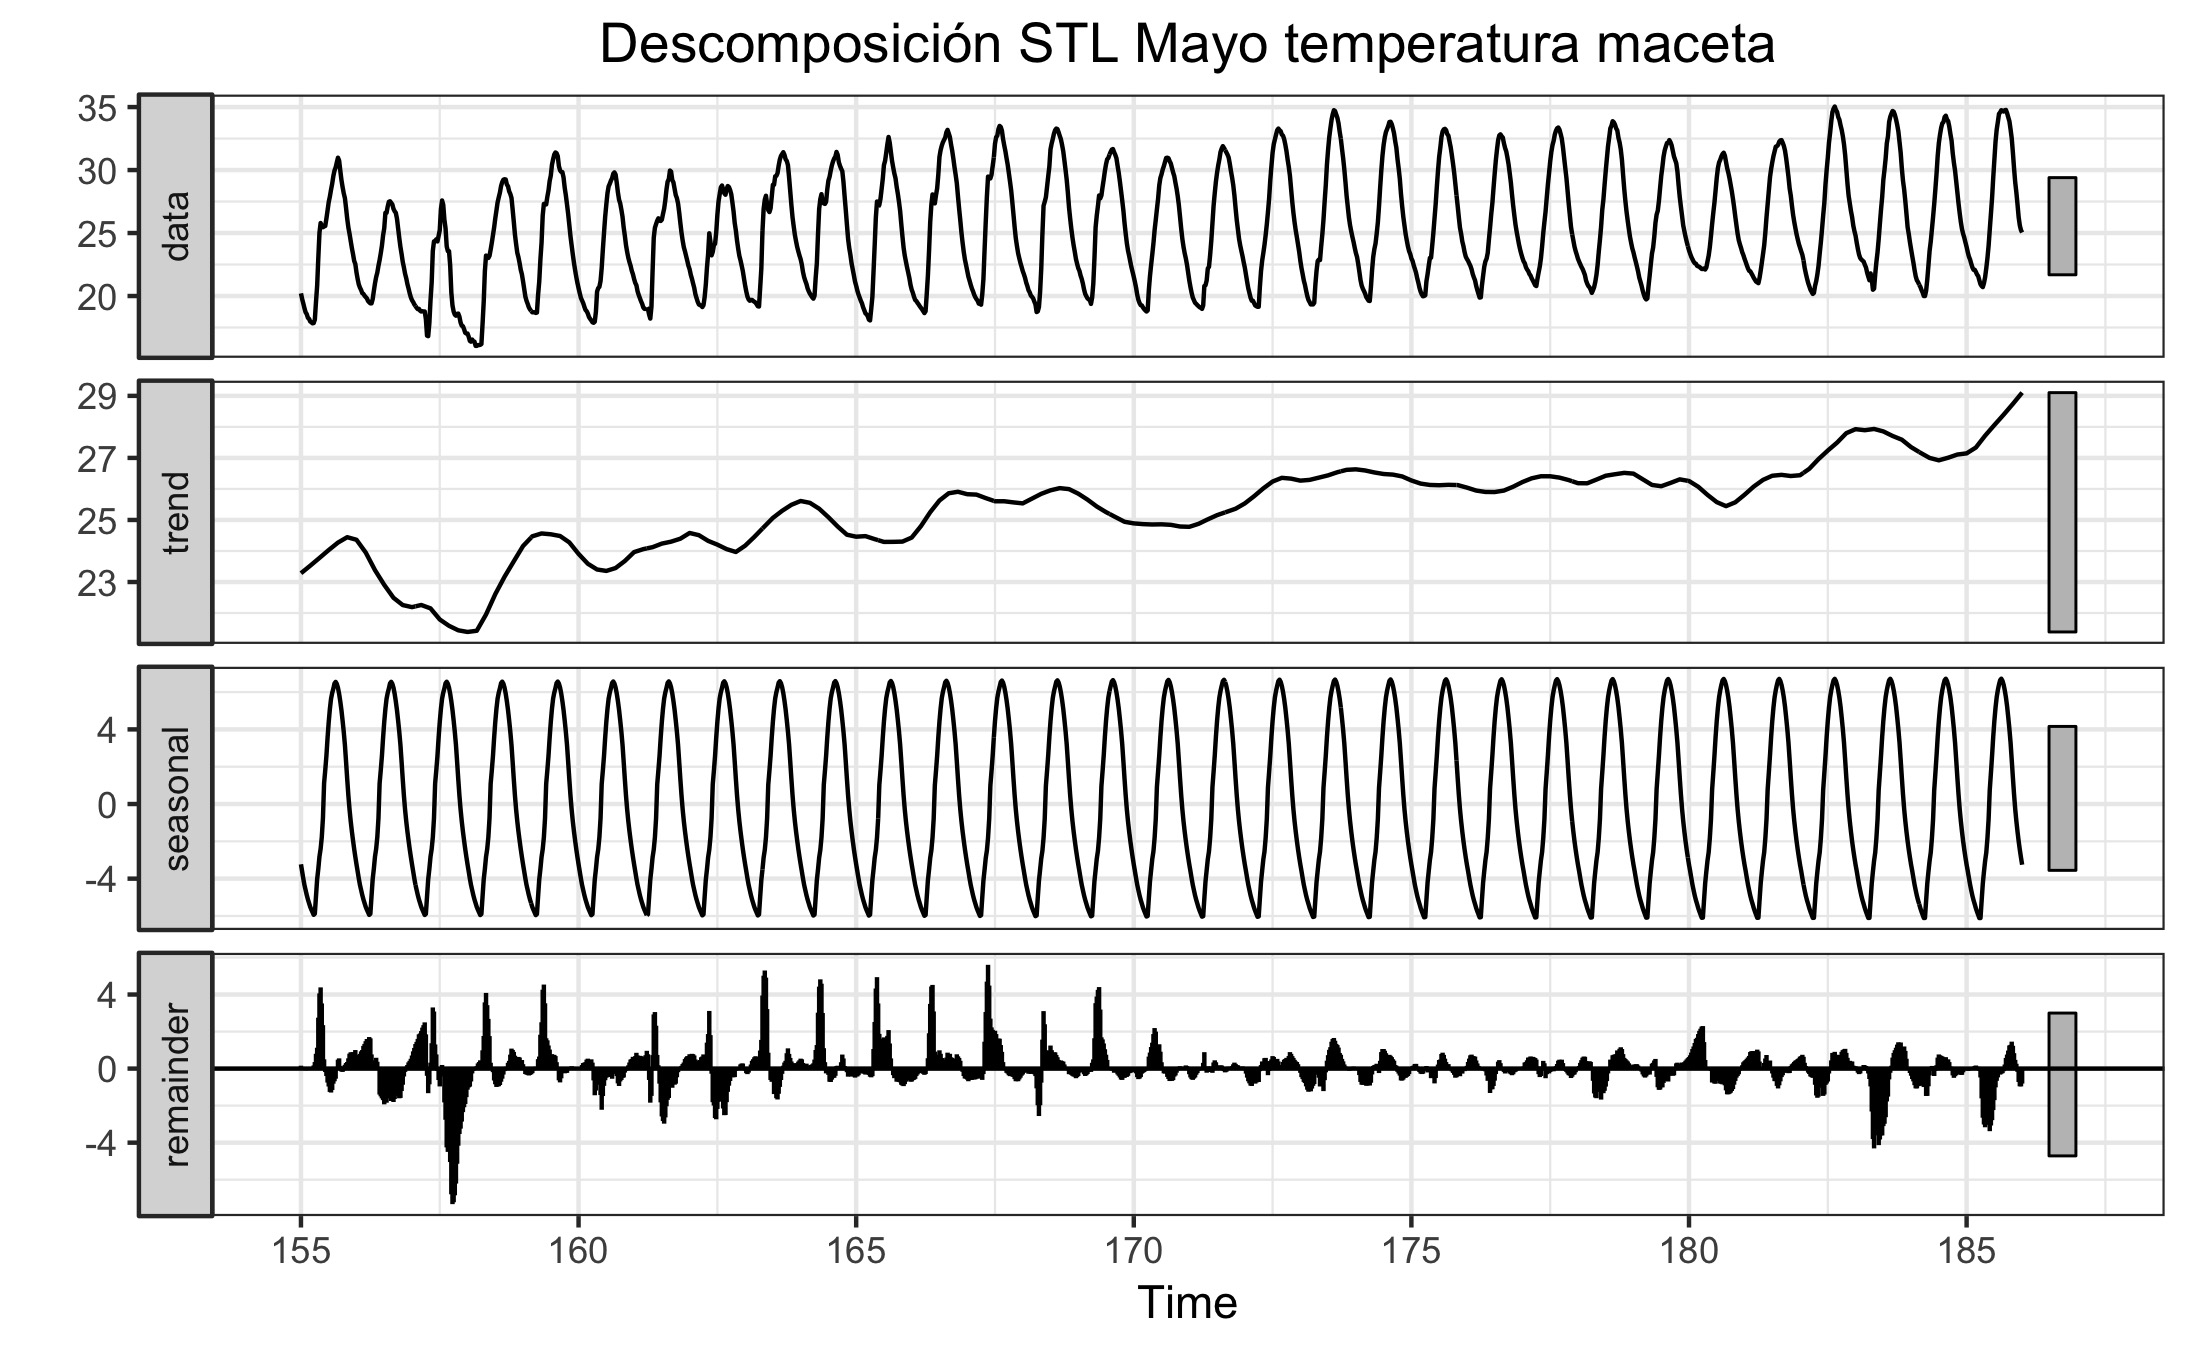 Descomposición STL Mayo temperatura maceta
35
30
25
20
data
29
27
25
23
trend
4
0
-4
seasonal
4
0
-4
remainder
155 160 165 170 175 180 185
Time